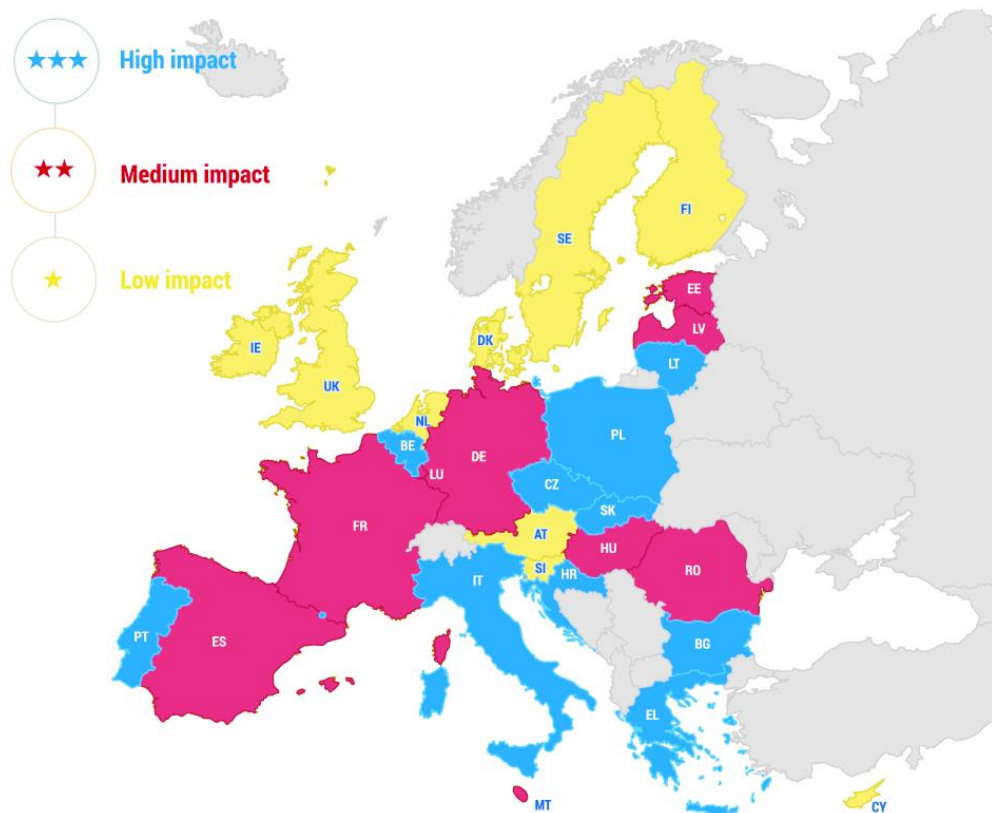 High impact
Medium impact
Low impact
FI
SE
EE
LV
DK
IE
LT
UK
NL
PL
BE
DE
LU
CZ
SK
FR
AT
HU
SI
HR
RO
IT
PT
ES
BG
EL
MT
CY